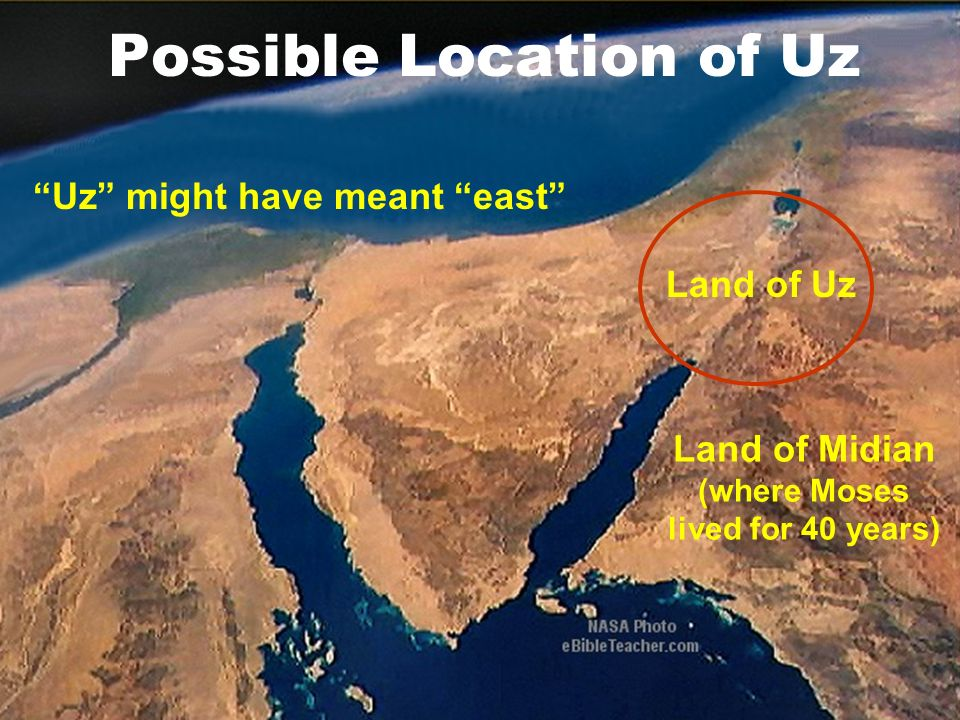 Possible Location of Uz
“Uz” might have meant “east”
Land of Uz
Land of Midian
(where Moses
lived for 40 years)
NASA Photo
eBibleTeacher.com